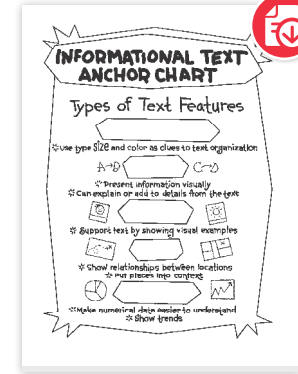 INFORMATIONAL TEXT
ANCHOR CHART
Types of Text Features
Use type SIZE and color as clues to text organization
A→B C→D
Present information visually
Can explain or add to details from the text
Support text by showing visual examples
Show relationships between locations
Put places into context
Make numerical data easier to understand
Show trends